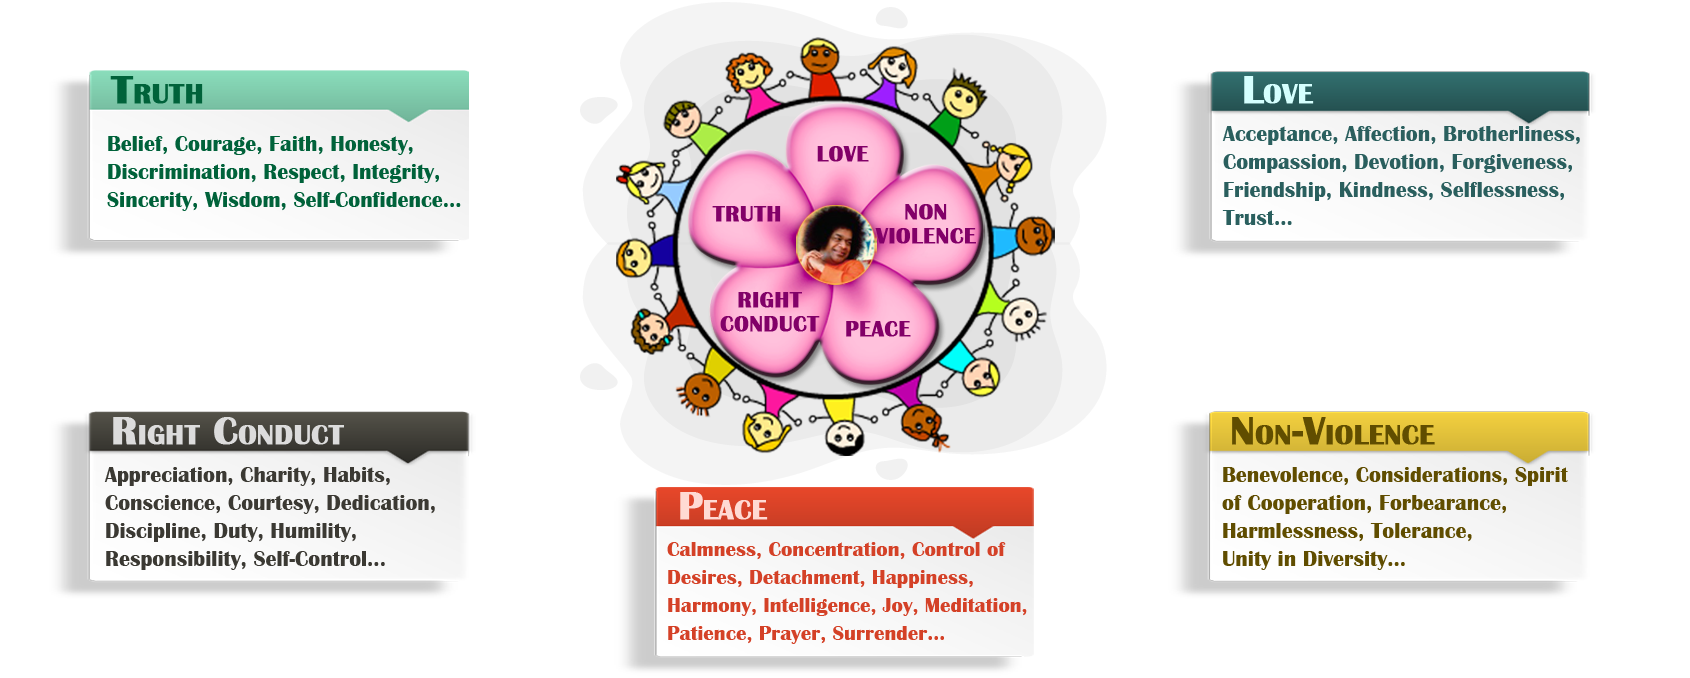 TRUTH
Belief, Courage, Faith, Honesty,
Discrimination, Respect, Integrity,
Sincerity, Wisdom, Self-Confidence...
LOVE
TRUTH
NON
VIOLENCE
RIGHT
CONDUCT
PEACE
LOVE
Acceptance, Affection, Brotherliness,
Compassion, Devotion, Forgiveness,
Friendship, Kindness, Selflessness,
Trust...
RIGHT CONDUCT
Appreciation, Charity, Habits,
Conscience, Courtesy, Dedication,
Discipline, Duty, Humility,
Responsibility, Self-Control...
PEACE
Calmness, Concentration, Control of
Desires, Detachment, Happiness,
Harmony, Intelligence, Joy, Meditation,
Patience, Prayer, Surrender...
NON-VIOLENCE
Benevolence, Considerations, Spirit
of Cooperation, Forbearance,
Harmlessness, Tolerance,
Unity in Diversity...